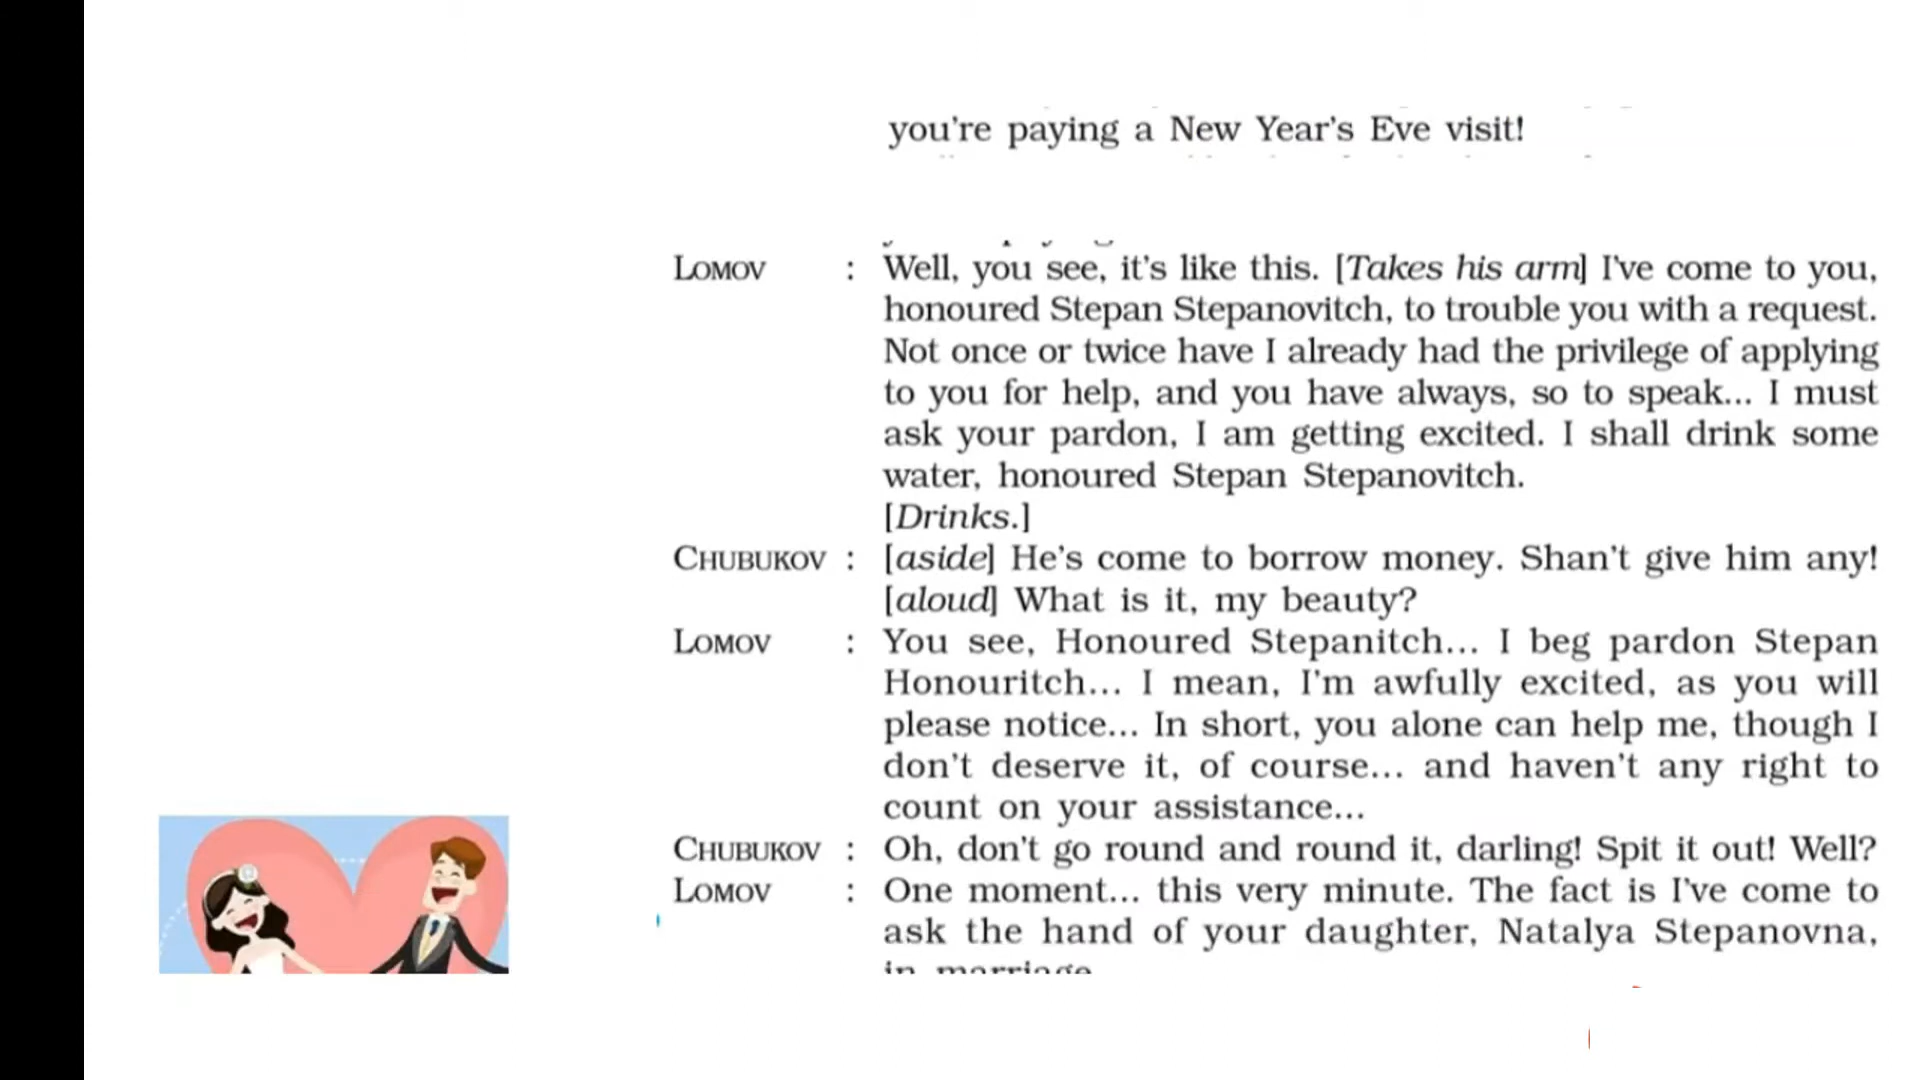 you're paying a New Year's Eve visit!
LOMOV : Well, you see, it's like this. [Takes his arm] I've come to you,
honoured Stepan Stepanovitch, to trouble you with a request.
Not once or twice have I already had the privilege of applying
to you for help, and you have always, so to speak... I must
ask your pardon, I am getting excited. I shall drink some
water, honoured Stepan Stepanovitch.
[Drinks.]
CHUBUKOV : [aside] He's come to borrow money. Shan't give him any!
[aloud] What is it, my beauty?
LOMOV : You see, Honoured Stepanitch... I beg pardon Stepan
Honouritch... I mean, I'm awfully excited, as you will
please notice... In short, you alone can help me, though I
don't deserve it, of course... and haven't any right to
count on your assistance...
CHUBUKOV : Oh, don't go round and round it, darling! Spit it out! Well?
LOMOV : One moment... this very minute. The fact is I've come to
ask the hand of your daughter, Natalya Stepanovna,
in marriage